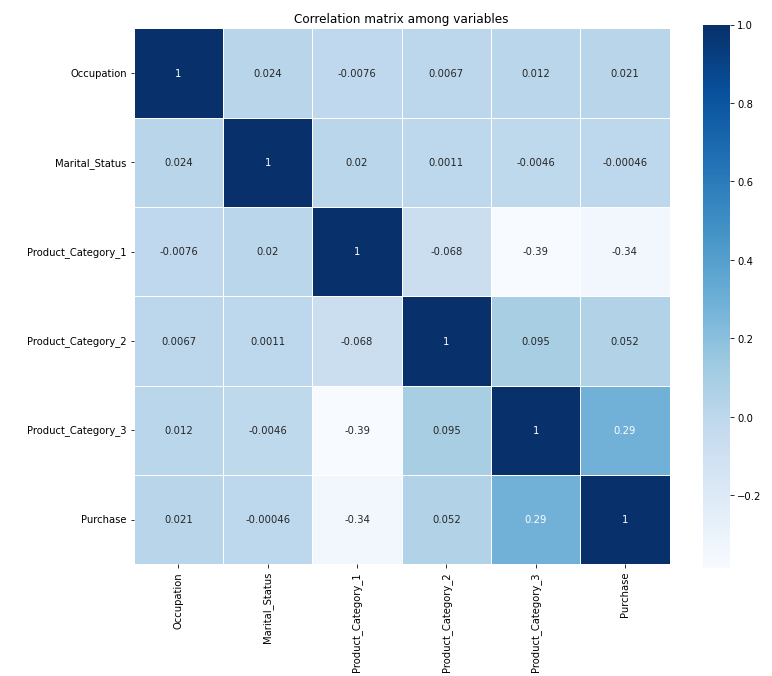 Correlation matrix among variables
Occupation 1 0.024 -0.0076 0.0067 0.012 0.021
Marital_Status 0.024 1 0.02 0.0011 -0.0046 -0.00046
Product_Category_1 -0.0076 0.02 1 -0.068 -0.39 -0.34
Product_Category_2 0.0067 0.0011 -0.068 1 0.095 0.052
Product_Category_3 0.012 -0.0046 -0.39 0.095 1 0.29
Purchase 0.021 -0.00046 -0.34 0.052 0.29 1
Occupation
Marital_Status
Product_Category_1
Product_Category_2
Product_Category_3
Purchase
1.0
0.8
0.6
0.4
0.2
0.0
−0.2